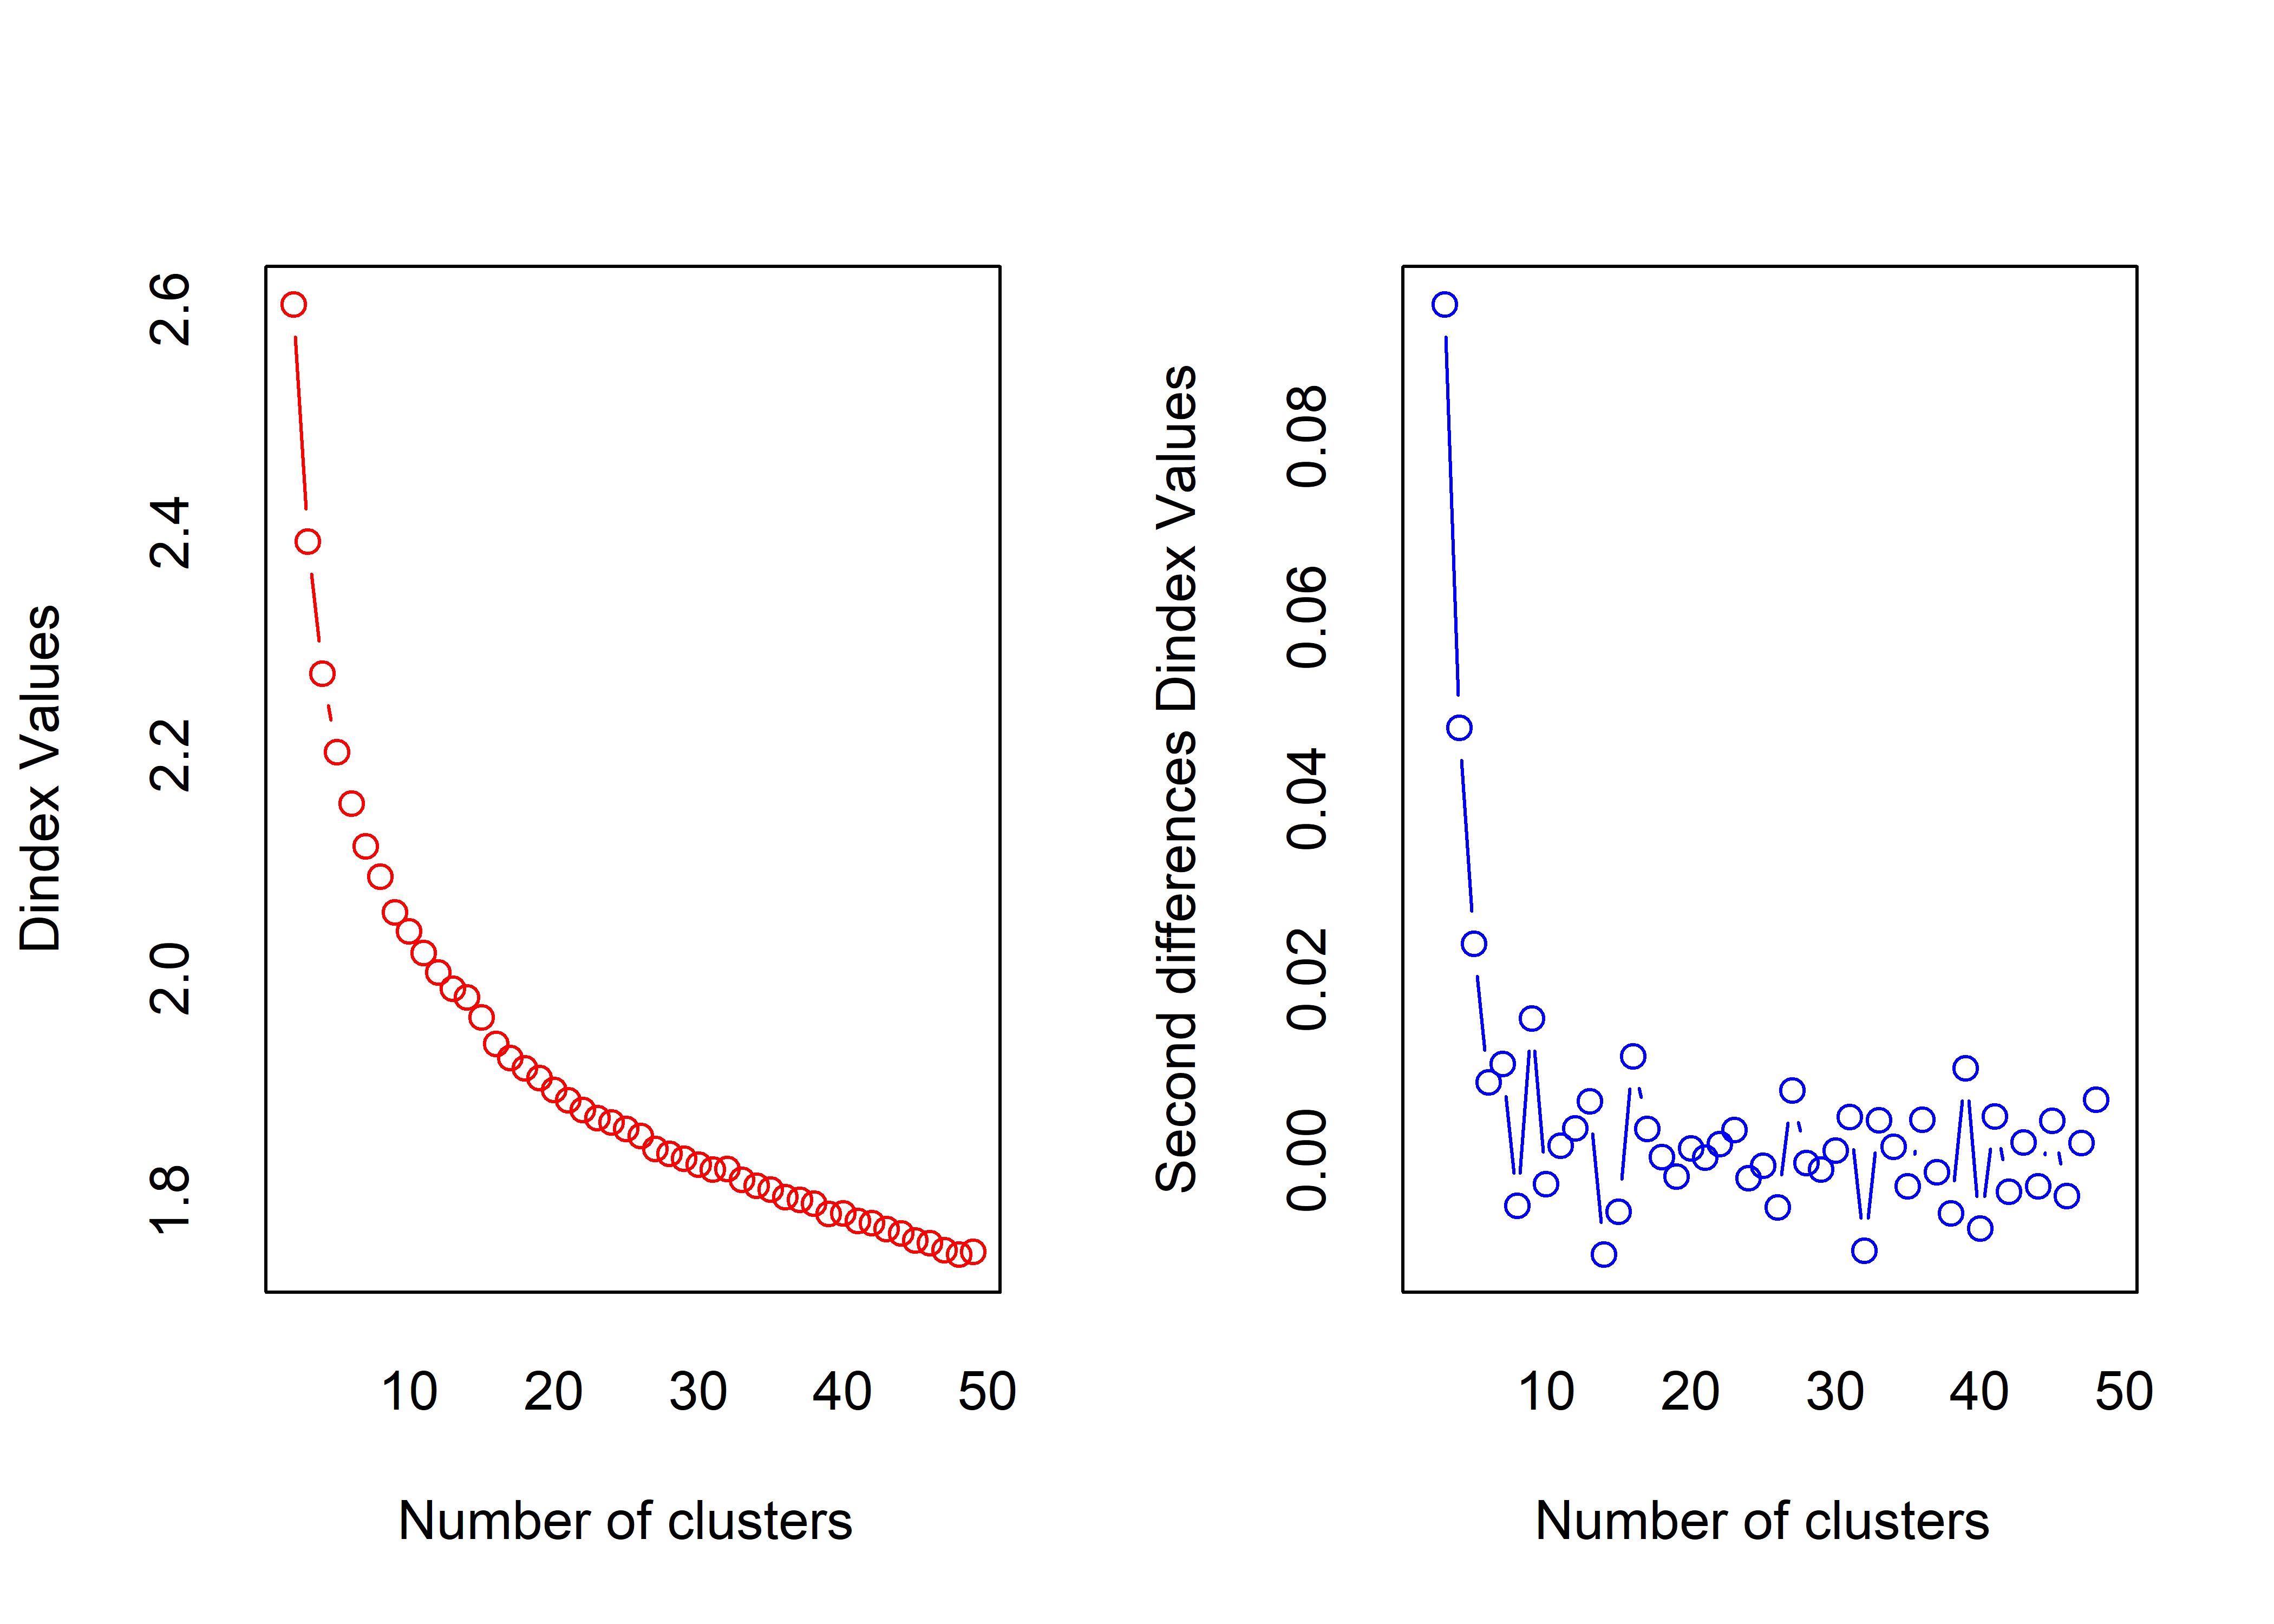 Dindex Values
2.6
2.4
2.2
2.0
1.8
10 20 30 40 50
Number of clusters
Second differences Dindex Values
0.08
0.06
0.04
0.02
0.00
10 20 30 40 50
Number of clusters